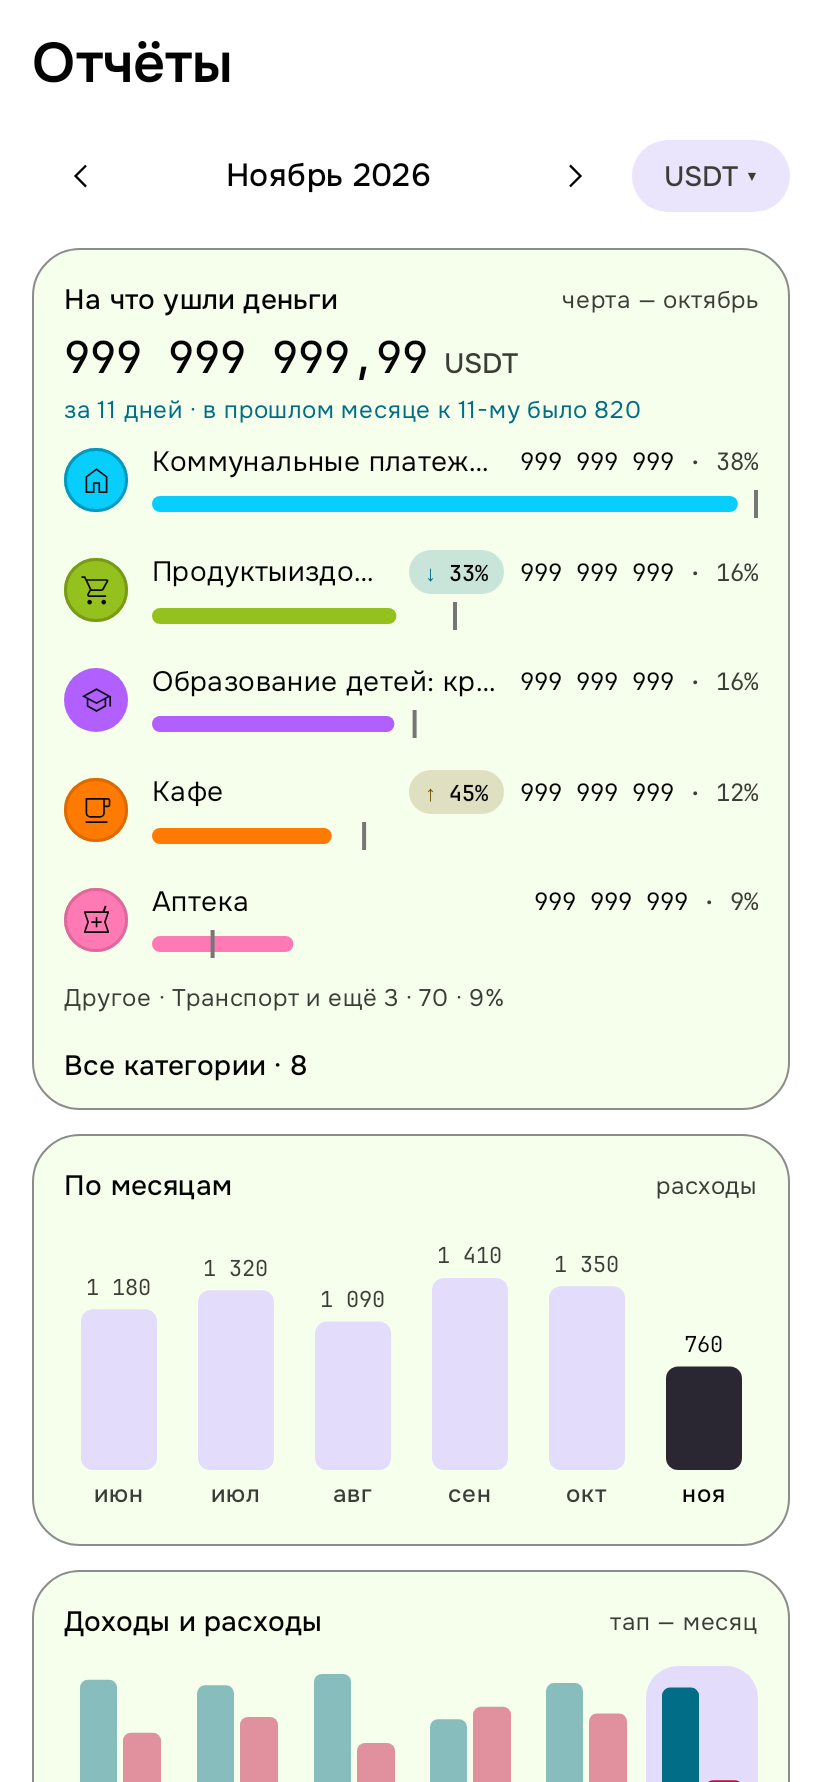 Отчёты
Ноябрь 2026 USDT ▾
На что ушли деньги черта — октябрь
999 999 999,99 USDT
за 11 дней · в прошлом месяце к 11-му было 820
Коммунальные платеж... 999 999 999 · 38%
Продуктыиздо... ↓ 33% 999 999 999 · 16%
Образование детей: кр... 999 999 999 · 16%
Кафе ↑ 45% 999 999 999 · 12%
Аптека 999 999 999 · 9%
Другое · Транспорт и ещё 3 · 70 · 9%
Все категории · 8
По месяцам расходы
1 180 1 320 1 090 1 410 1 350 760
июн июл авг сен окт ноя
Доходы и расходы тап — месяц